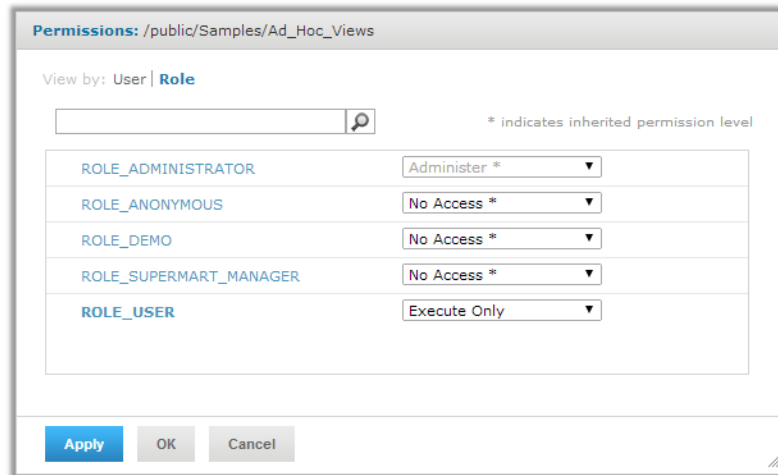 Permissions: /public/Samples/Ad_Hoc_Views
View by: User | Role
* indicates inherited permission level
ROLE_ADMINISTRATOR Administer *
ROLE_ANONYMOUS No Access *
ROLE_DEMO No Access *
ROLE_SUPERMART_MANAGER No Access *
ROLE_USER Execute Only
Apply OK Cancel